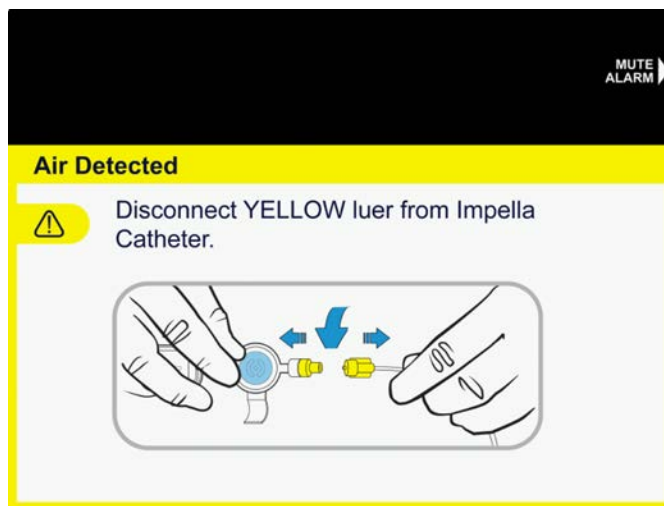 MUTE
ALARM
Air Detected
Disconnect YELLOW luer from Impella
Catheter.